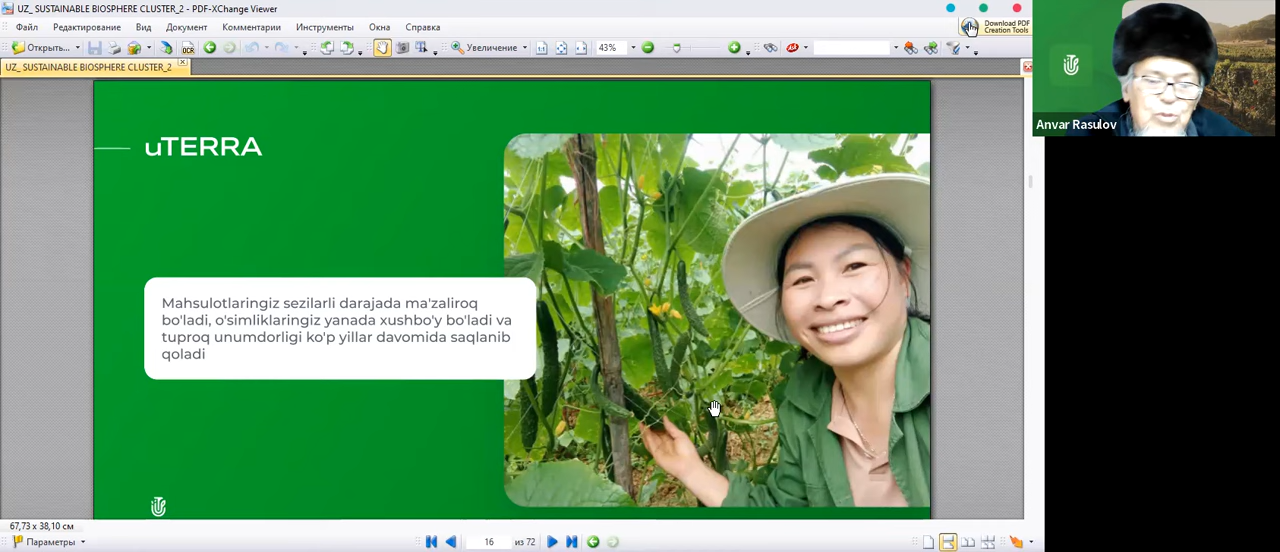 UZ_ SUSTAINABLE BIOSPHERE CLUSTER_2 - PDF-XChange Viewer
Файл Редактирование Вид Документ Комментарии Инструменты Окна Справка
Download PDF
Creation Tools
Открыть... OCR Увеличение 1:1 43%
UZ_ SUSTAINABLE BIOSPHERE CLUSTER_2
Anvar Rasulov
uTERRA
Mahsulotlaringiz sezilarli darajada ma'zaliroq
bo'ladi, o'simliklaringiz yanada xushbo'y bo'ladi va
tuproq unumdorligi ko'p yillar davomida saqlanib
qoladi
67,73 x 38,10 см
Параметры 16 из 72